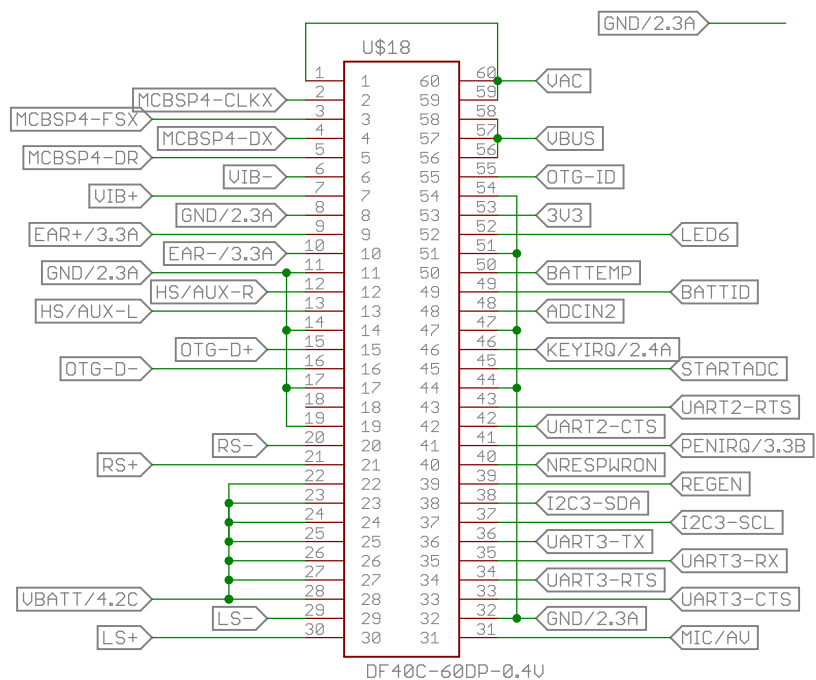 GND/2.3A
U$18
1 1 60 60 VAC
MCBSP4-CLKX 2 2 59 59
MCBSP4-FSX 3 3 58 58
MCBSP4-DX 4 4 57 57 VBUS
MCBSP4-DR 5 5 56 56
VIB- 6 6 55 55 OTG-ID
VIB+ 7 7 54 54
GND/2.3A 8 8 53 53 3V3
EAR+/3.3A 9 9 52 52 LED6
EAR-/3.3A 10 10 51 51
GND/2.3A 11 11 50 50 BATTEMP
HS/AUX-R 12 12 49 49 BATTID
HS/AUX-L 13 13 48 48 ADCIN2
14 14 47 47
OTG-D+ 15 15 46 46 KEYIRQ/2.4A
OTG-D- 16 16 45 45 STARTADC
17 17 44 44
18 18 43 43 UART2-RTS
19 19 42 42 UART2-CTS
RS- 20 20 41 41 PENIRQ/3.3B
RS+ 21 21 40 40 NRESPWRON
22 22 39 39 REGEN
23 23 38 38 I2C3-SDA
24 24 37 37 I2C3-SCL
25 25 36 36 UART3-TX
26 26 35 35 UART3-RX
27 27 34 34 UART3-RTS
VBATT/4.2C 28 28 33 33 UART3-CTS
LS- 29 29 32 32 GND/2.3A
LS+ 30 30 31 31 MIC/AV
DF40C-60DP-0.4V